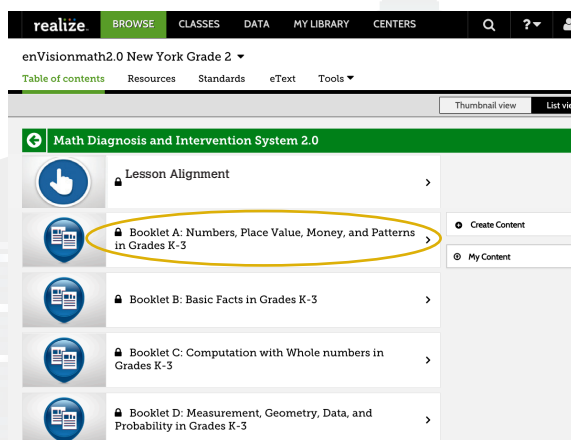 realize. BROWSE CLASSES DATA MY LIBRARY CENTERS ?
enVisionmath2.0 New York Grade 2
Table of contents Resources Standards eText Tools
Thumbnail view List vie
Math Diagnosis and Intervention System 2.0
Lesson Alignment
Booklet A: Numbers, Place Value, Money, and Patterns
in Grades K-3
Create Content
My Content
Booklet B: Basic Facts in Grades K-3
Booklet C: Computation with Whole numbers in
Grades K-3
Booklet D: Measurement, Geometry, Data, and
Probability in Grades K-3